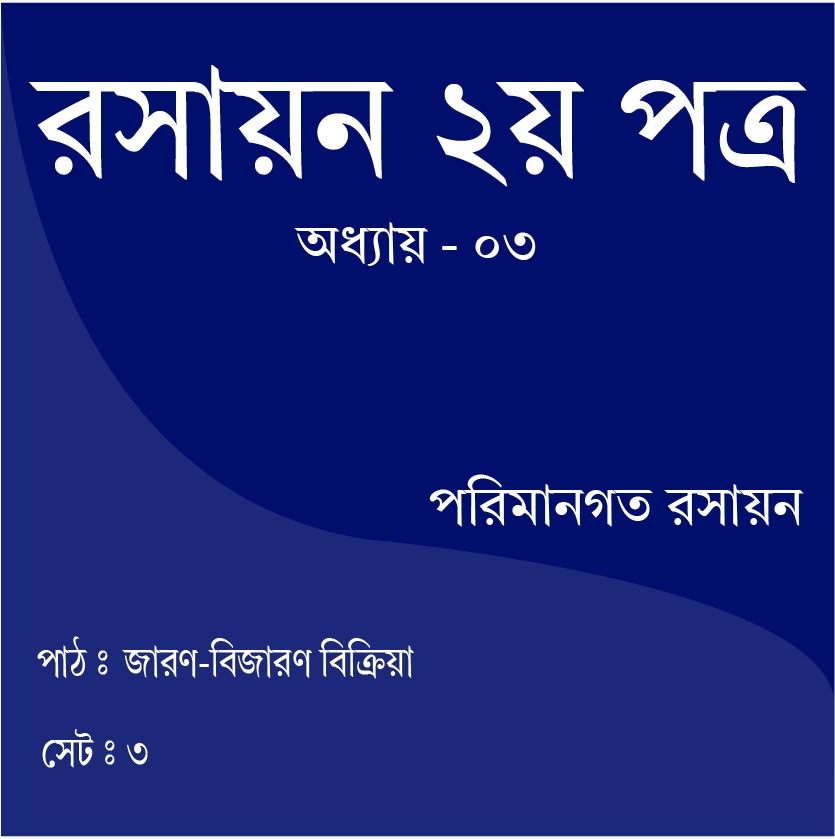 রসায়ন ২য় পত্র
অধ্যায় - ০৩
পরিমানগত রসায়ন
পাঠ ঃ জারণ-বিজারণ বিক্রিয়া
সেট ঃ ৩